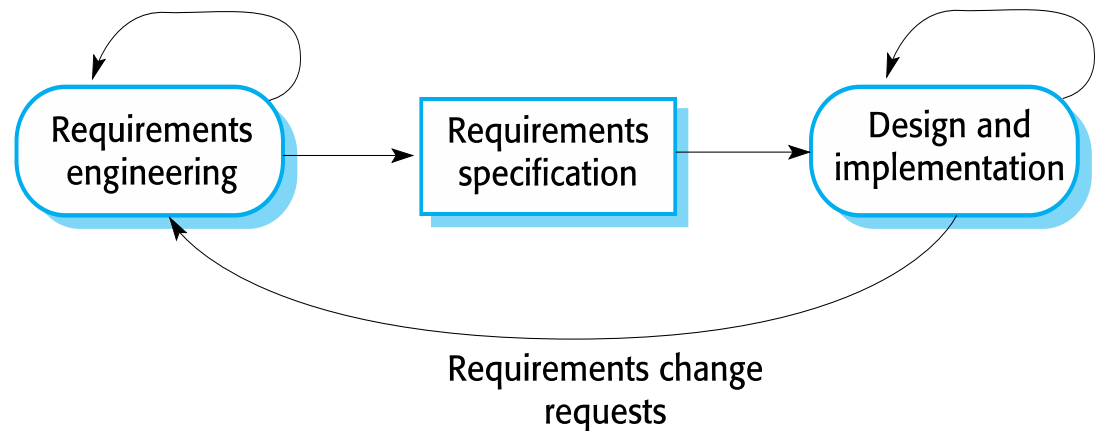 Requirements
engineering
Requirements
specification
Design and
implementation
Requirements change
requests